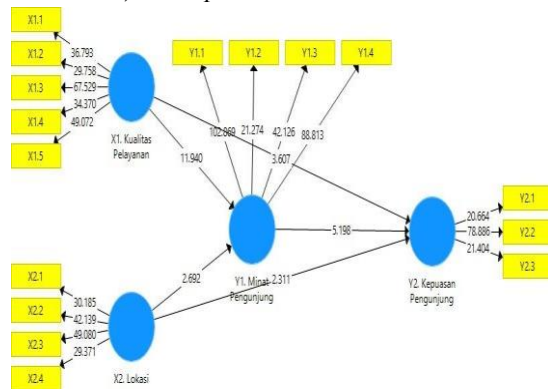 X1.1
X1.2
X1.3
X1.4
X1.5
36.793
29.758
67.529
34.370
49.072
X1. Kualitas
Pelayanan
Y1.1
Y1.2
Y1.3
Y1.4
102.869
21.274
42.126
88.813
11.940
3.607
Y1. Minat
Pengunjung
5.198
2.692
2.311
Y2. Kepuasan
Pengunjung
20.664
78.886
21.404
Y2.1
Y2.2
Y2.3
X2.1
X2.2
X2.3
X2.4
30.185
42.139
49.080
29.371
X2. Lokasi